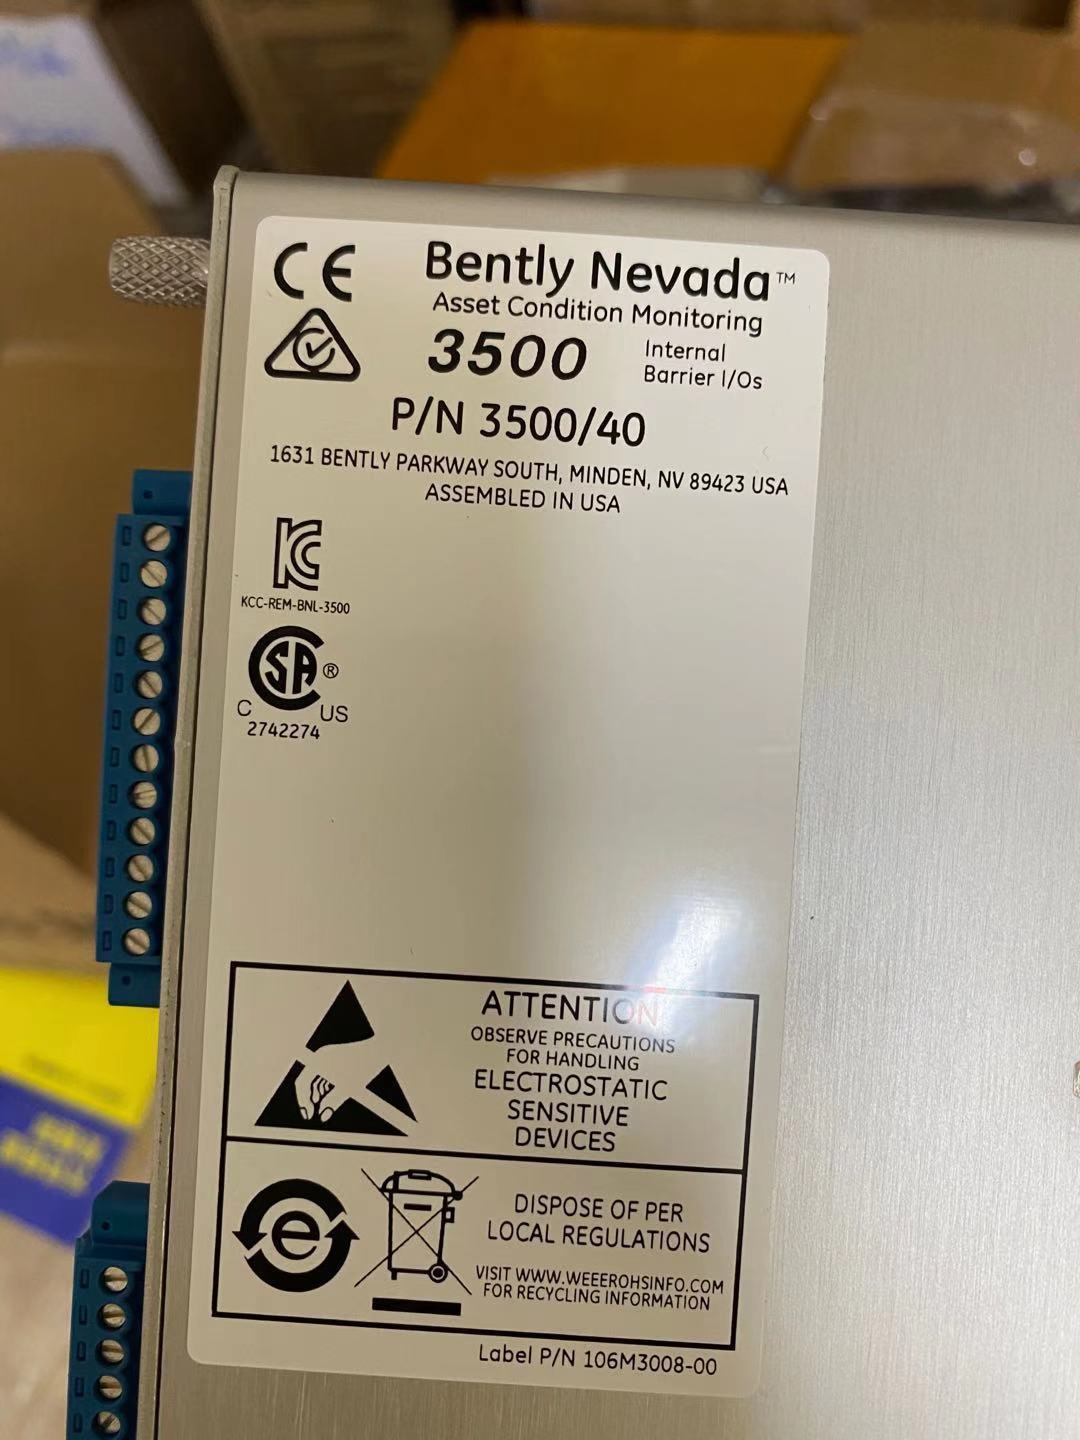 CE
Bently Nevada™
Asset Condition Monitoring
3500
Internal
Barrier I/Os
P/N 3500/40
1631 BENTLY PARKWAY SOUTH, MINDEN, NV 89423 USA
ASSEMBLED IN USA
KC
KCC-REM-BNL-3500
CSA®
C US
2742274
ATTENTION
OBSERVE PRECAUTIONS
FOR HANDLING
ELECTROSTATIC
SENSITIVE
DEVICES
e
DISPOSE OF PER
LOCAL REGULATIONS
VISIT WWW.WEEEROHSINFO.COM
FOR RECYCLING INFORMATION
Label P/N 106M3008-00